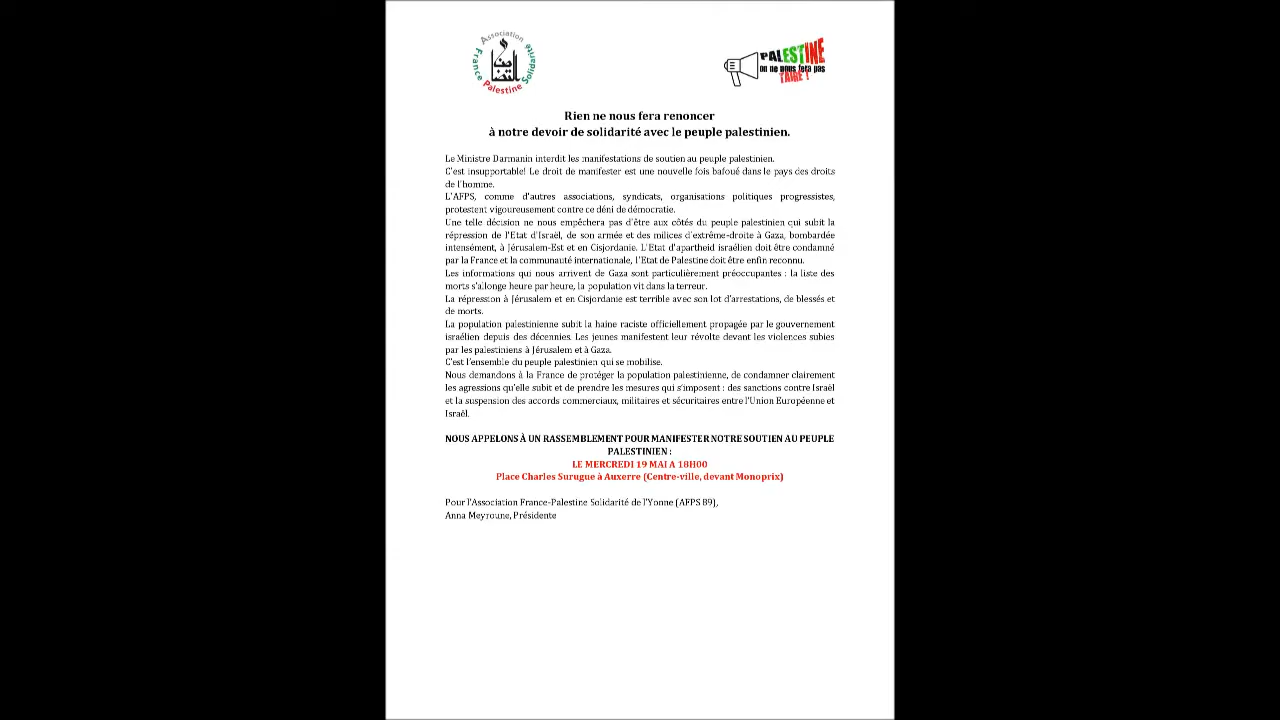 Association
France Palestine Solidarité
PALESTINE
on ne nous fera pas
TAIRE !
Rien ne nous fera renoncer
à notre devoir de solidarité avec le peuple palestinien.
Le Ministre Darmanin interdit les manifestations de soutien au peuple palestinien.
C'est insupportable! Le droit de manifester est une nouvelle fois bafoué dans le pays des droits
de l'homme.
L'AFPS, comme d'autres associations, syndicats, organisations politiques progressistes,
protestent vigoureusement contre ce déni de démocratie.
Une telle décision ne nous empêchera pas d'être aux côtés du peuple palestinien qui subit la
répression de l'Etat d'Israël, de son armée et des milices d'extrême-droite à Gaza, bombardée
intensément, à Jérusalem-Est et en Cisjordanie. L'Etat d'apartheid israélien doit être condamné
par la France et la communauté internationale, l'Etat de Palestine doit être enfin reconnu.
Les informations qui nous arrivent de Gaza sont particulièrement préoccupantes : la liste des
morts s'allonge heure par heure, la population vit dans la terreur.
La répression à Jérusalem et en Cisjordanie est terrible avec son lot d'arrestations, de blessés et
de morts.
La population palestinienne subit la haine raciste officiellement propagée par le gouvernement
israélien depuis des décennies. Les jeunes manifestent leur révolte devant les violences subies
par les palestiniens à Jérusalem et à Gaza.
C'est l'ensemble du peuple palestinien qui se mobilise.
Nous demandons à la France de protéger la population palestinienne, de condamner clairement
les agressions qu'elle subit et de prendre les mesures qui s'imposent : des sanctions contre Israël
et la suspension des accords commerciaux, militaires et sécuritaires entre l'Union Européenne et
Israël.
NOUS APPELONS À UN RASSEMBLEMENT POUR MANIFESTER NOTRE SOUTIEN AU PEUPLE
PALESTINIEN :
LE MERCREDI 19 MAI A 18H00
Place Charles Surugue à Auxerre (Centre-ville, devant Monoprix)
Pour l'Association France-Palestine Solidarité de l'Yonne (AFPS 89),
Anna Meyroune, Présidente